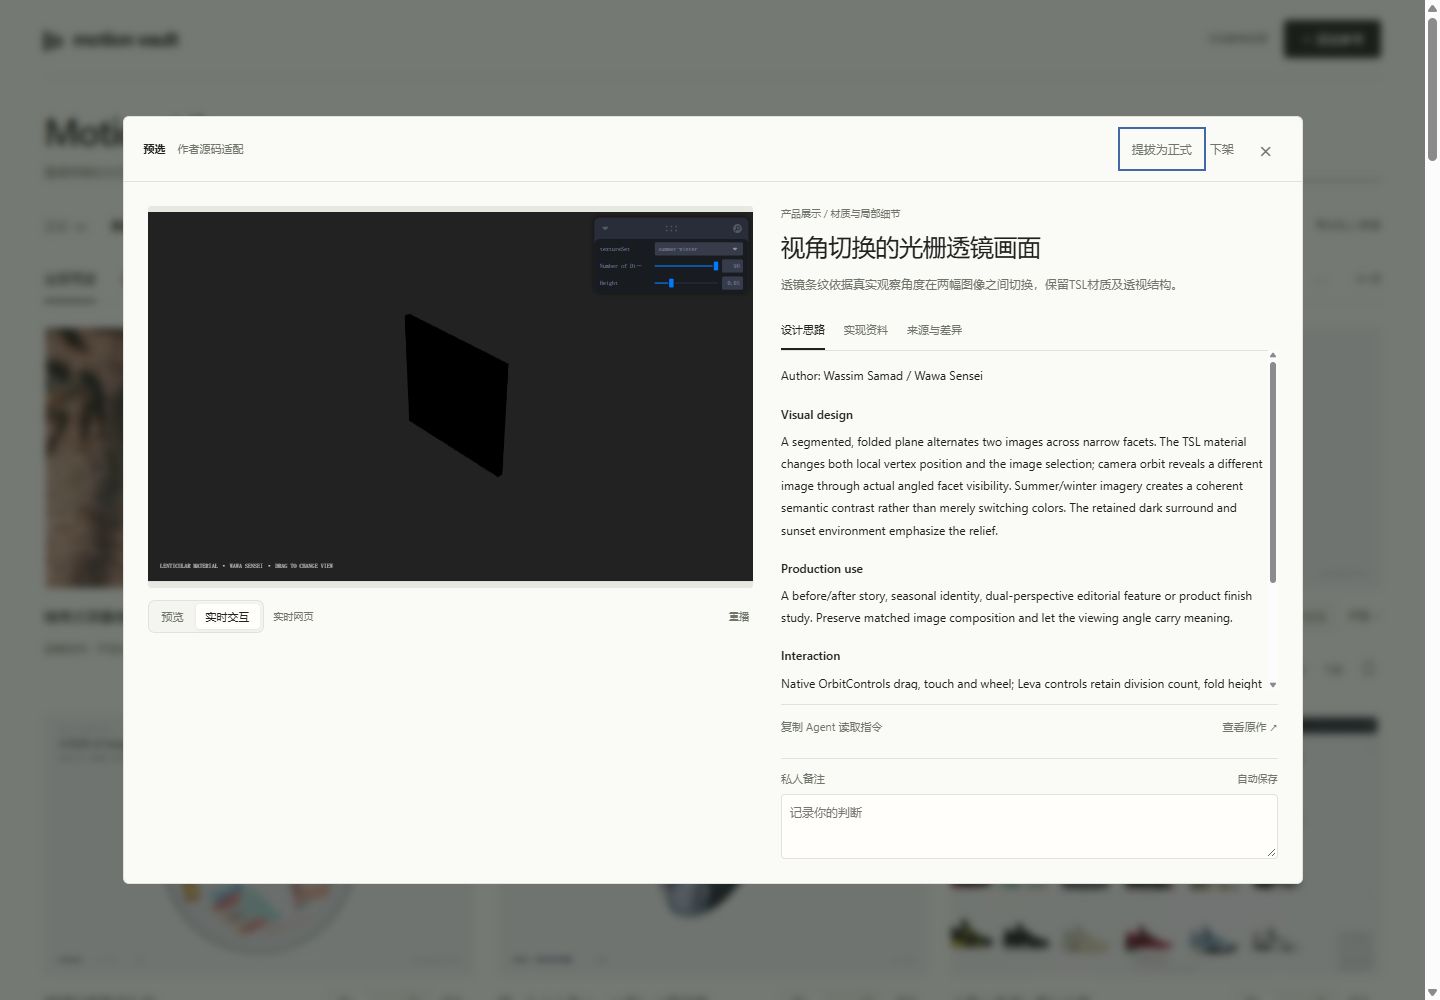 motion vault
预选
作者源码适配
提拔为正式
下架
textureSet
summer-winter
Number of Di—
Height
LENTICULAR MATERIAL • WAWA SENSEI • DRAG TO CHANGE VIEW
预览
实时交互
实时网页
重播
产品展示 / 材质与局部细节
视角切换的光栅透镜画面
透镜条纹依据真实观察角度在两幅图像之间切换，保留TSL材质及透视结构。
设计思路
实现资料
来源与差异
Author: Wassim Samad / Wawa Sensei
Visual design
A segmented, folded plane alternates two images across narrow facets. The TSL material
changes both local vertex position and the image selection; camera orbit reveals a different
image through actual angled facet visibility. Summer/winter imagery creates a coherent
semantic contrast rather than merely switching colors. The retained dark surround and
sunset environment emphasize the relief.
Production use
A before/after story, seasonal identity, dual-perspective editorial feature or product finish
study. Preserve matched image composition and let the viewing angle carry meaning.
Interaction
Native OrbitControls drag, touch and wheel; Leva controls retain division count, fold height
复制 Agent 读取指令
查看原作 ↗
私人备注
自动保存
记录你的判断